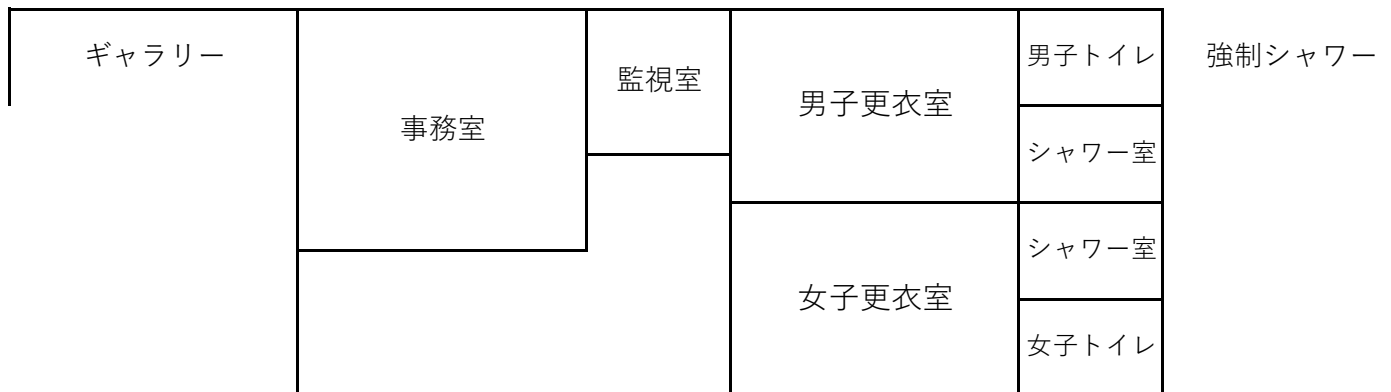 ギャラリー
事務室
監視室
男子更衣室
男子トイレ
強制シャワー
シャワー室
シャワー室
女子更衣室
女子トイレ